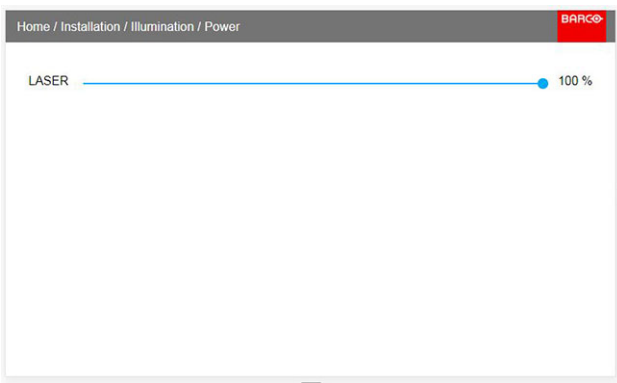 Home / Installation / Illumination / Power
BARCO
LASER 100 %